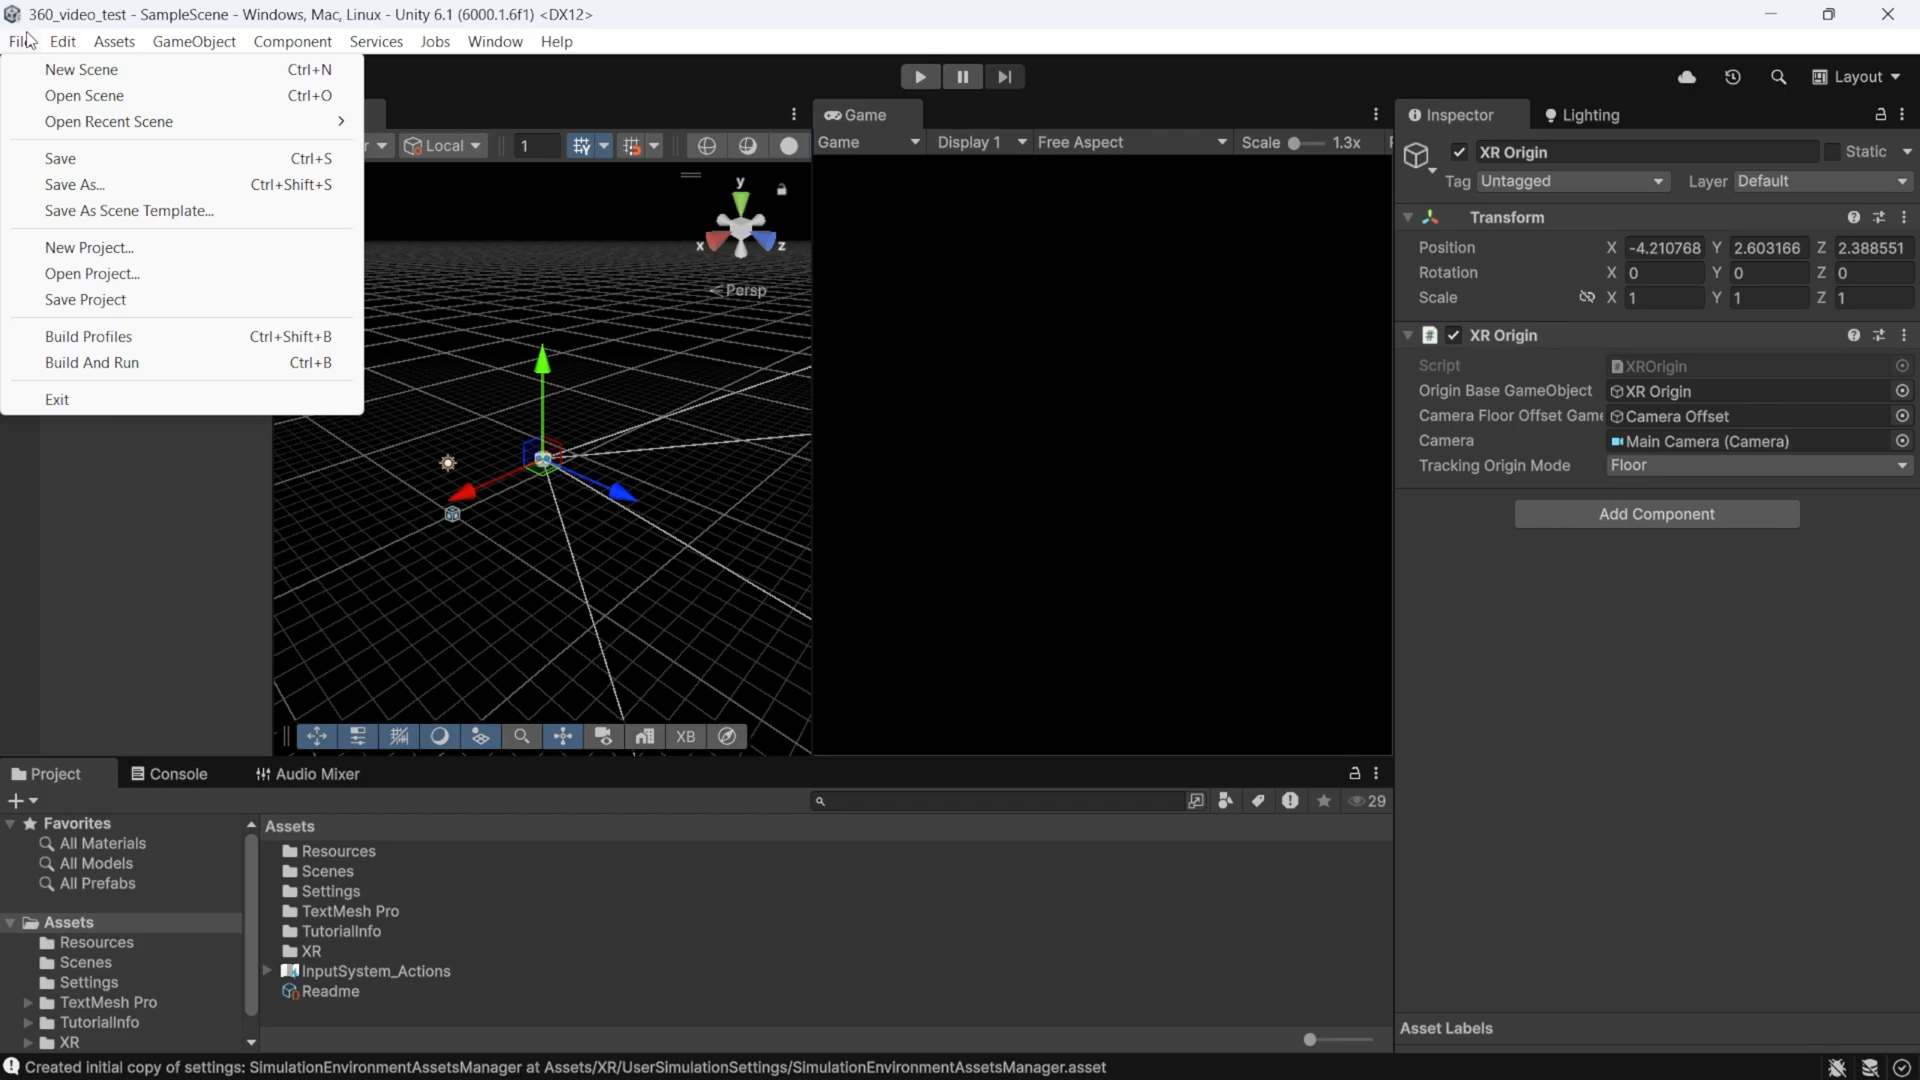 360_video_test - SampleScene - Windows, Mac, Linux - Unity 6.1 (6000.1.6f1) <DX12>
File Edit Assets GameObject Component Services Jobs Window Help
New Scene Ctrl+N
Open Scene Ctrl+O
Open Recent Scene
Save Ctrl+S
Save As... Ctrl+Shift+S
Save As Scene Template...
New Project...
Open Project...
Save Project
Build Profiles Ctrl+Shift+B
Build And Run Ctrl+B
Exit
Layout
Local 1
y
x z
Persp
XB
Game
Game Display 1 Free Aspect Scale 1.3x
Inspector Lighting
XR Origin Static
Tag Untagged Layer Default
Transform
Position X -4.210768 Y 2.603166 Z 2.388551
Rotation X 0 Y 0 Z 0
Scale X 1 Y 1 Z 1
XR Origin
Script XROrigin
Origin Base GameObject XR Origin
Camera Floor Offset Game Camera Offset
Camera Main Camera (Camera)
Tracking Origin Mode Floor
Add Component
Project Console Audio Mixer
29
Favorites
All Materials
All Models
All Prefabs
Assets
Resources
Scenes
Settings
TextMesh Pro
TutorialInfo
XR
Assets
Resources
Scenes
Settings
TextMesh Pro
TutorialInfo
XR
InputSystem_Actions
Readme
Asset Labels
Created initial copy of settings: SimulationEnvironmentAssetsManager at Assets/XR/UserSimulationSettings/SimulationEnvironmentAssetsManager.asset